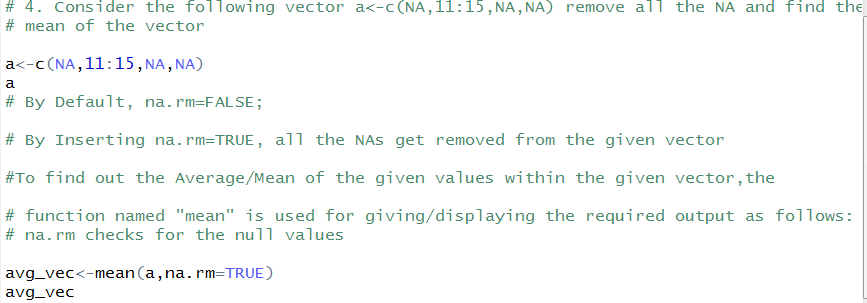 # 4. Consider the following vector a<-c(NA,11:15,NA,NA) remove all the NA and find the
# mean of the vector
a<-c(NA,11:15,NA,NA)
a
# By Default, na.rm=FALSE;
# By Inserting na.rm=TRUE, all the NAs get removed from the given vector
#To find out the Average/Mean of the given values within the given vector,the
# function named "mean" is used for giving/displaying the required output as follows:
# na.rm checks for the null values
avg_vec<-mean(a,na.rm=TRUE)
avg_vec